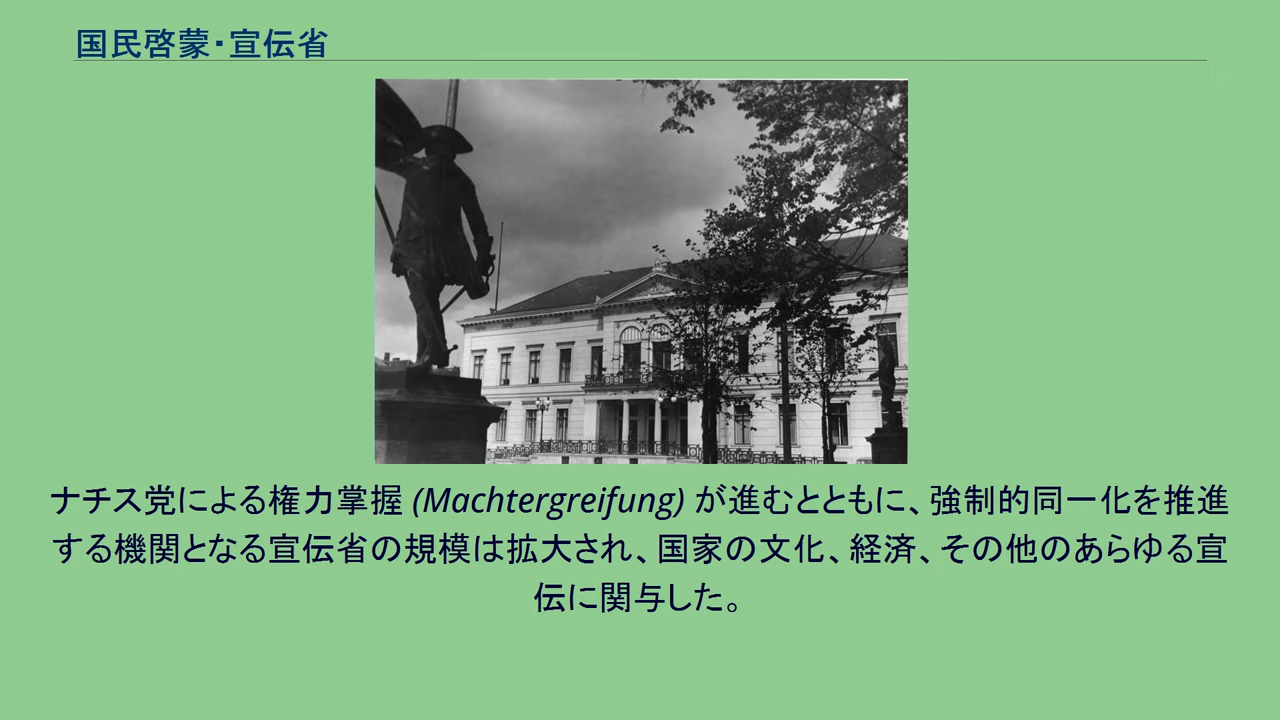 国民啓蒙・宣伝省
ナチス党による権力掌握 (Machtergreifung) が進むとともに、強制的同一化を推進
する機関となる宣伝省の規模は拡大され、国家の文化、経済、その他のあらゆる宣
伝に関与した。